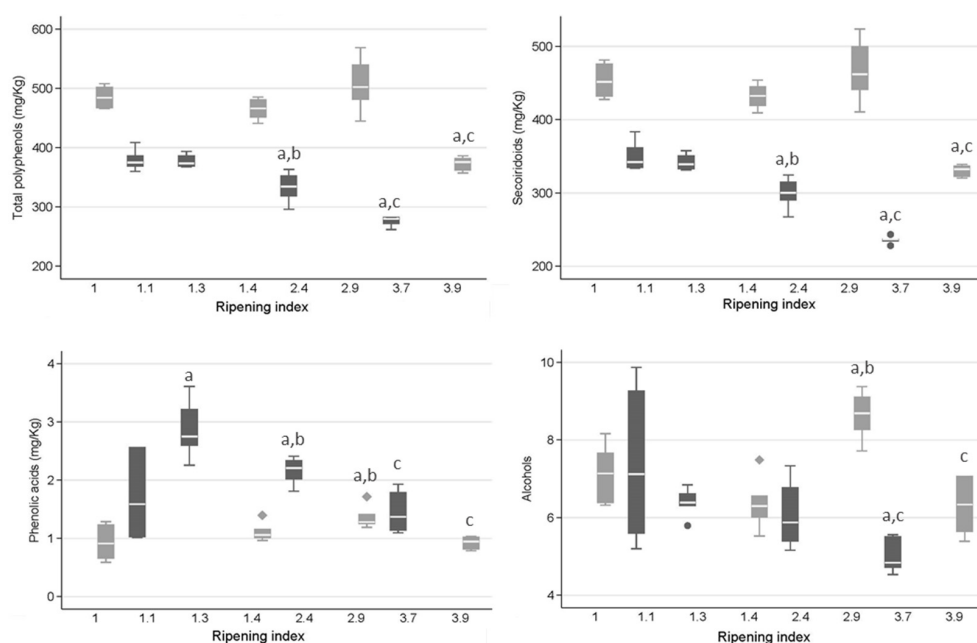 600
500
400
300
200
Total polyphenols (mg/Kg)
a,b
a,c
a,c
1 1.1 1.3 1.4 2.4 2.9 3.7 3.9
Ripening index
500
400
300
200
Secoiridoids (mg/Kg)
a,b
a,c
a,c
1 1.1 1.3 1.4 2.4 2.9 3.7 3.9
Ripening index
4
3
2
1
0
Phenolic acids (mg/Kg)
a
a,b
a,b
c
c
1 1.1 1.3 1.4 2.4 2.9 3.7 3.9
Ripening index
10
8
6
4
Alcohols
a,b
a,c
c
1 1.1 1.3 1.4 2.4 2.9 3.7 3.9
Ripening index